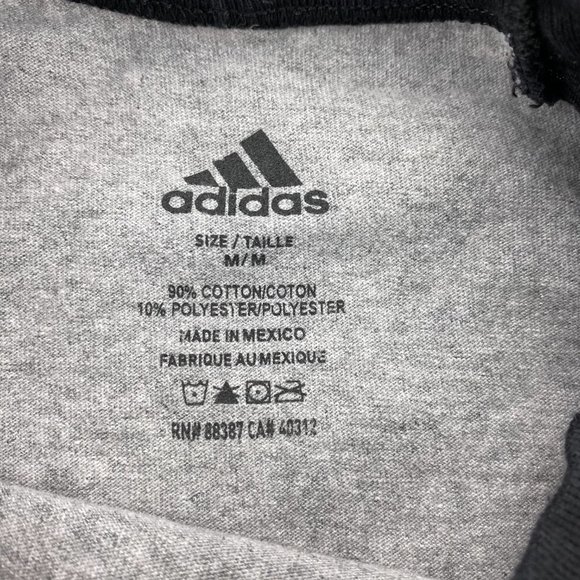 adidas
SIZE / TAILLE
M/M
90% COTTON/COTON
10% POLYESTER/POLYESTER
MADE IN MEXICO
FABRIQUE AU MEXIQUE
RN# 88387 CA# 40312